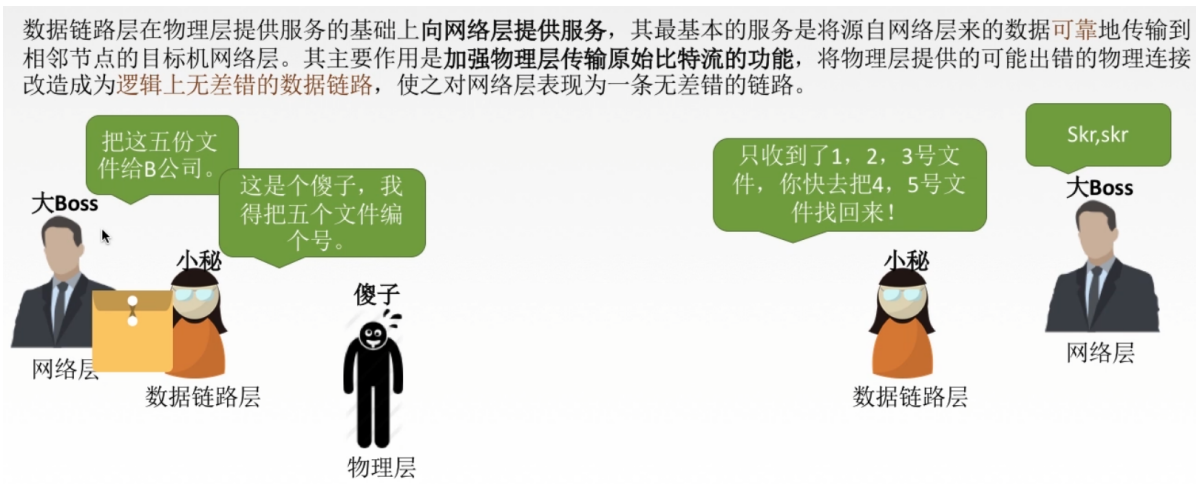 数据链路层在物理层提供服务的基础上向网络层提供服务，其最基本的服务是将源自网络层来的数据可靠地传输到
相邻节点的目标机网络层。其主要作用是加强物理层传输原始比特流的功能，将物理层提供的可能出错的物理连接
改造成为逻辑上无差错的数据链路，使之对网络层表现为一条无差错的链路。
把这五份文
件给B公司。
大Boss
这是个傻子，我
得把五个文件编
个号。
小秘
网络层
数据链路层
傻子
物理层
只收到了1，2，3号文
件，你快去把4，5号文
件找回来！
小秘
数据链路层
Skr,skr
大Boss
网络层